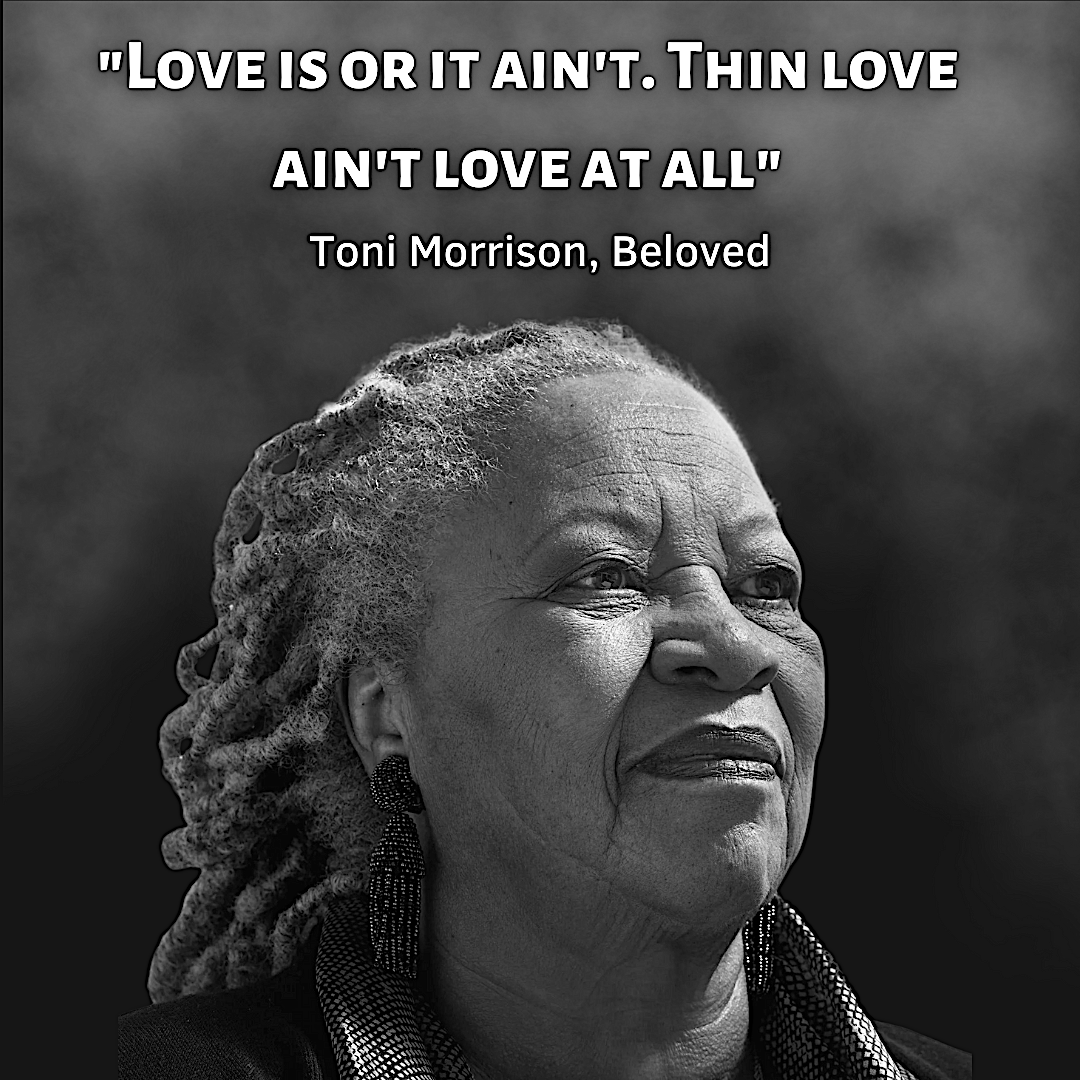 "Love is or it ain't. Thin love
ain't love at all"
Toni Morrison, Beloved